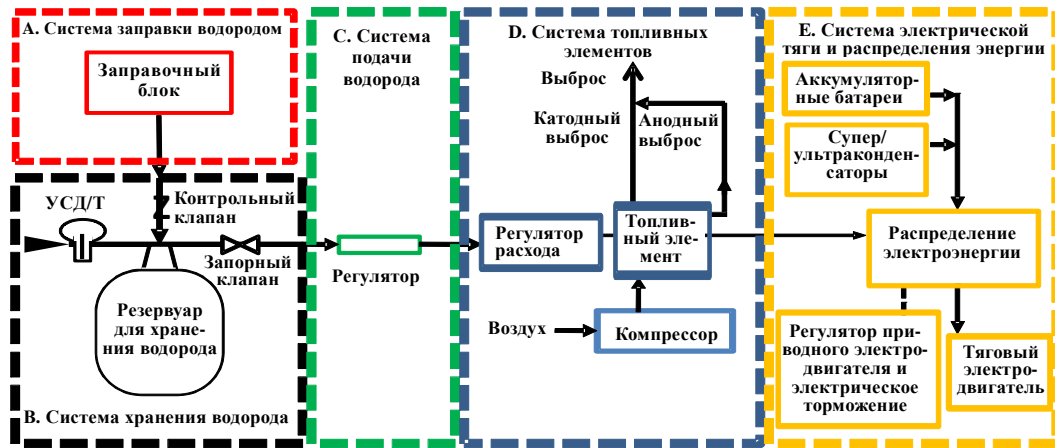 A. Система заправки водородом
Заправочный
блок
УСД/Т
Контрольный
клапан
Запорный
клапан
Резервуар
для хране-
ния водорода
B. Система хранения водорода
C. Система
подачи
водорода
Регулятор
D. Система топливных
элементов
Выброс
Катодный
выброс
Анодный
выброс
Регулятор
расхода
Топлив-
ный эле-
мент
Воздух
Компрессор
E. Система электрической
тяги и распределения энергии
Аккумулятор-
ные батареи
Супер/
ультраконден-
саторы
Распределение
электроэнергии
Регулятор при-
водного электро-
двигателя и
электрическое
торможение
Тяговый
электро-
двигатель